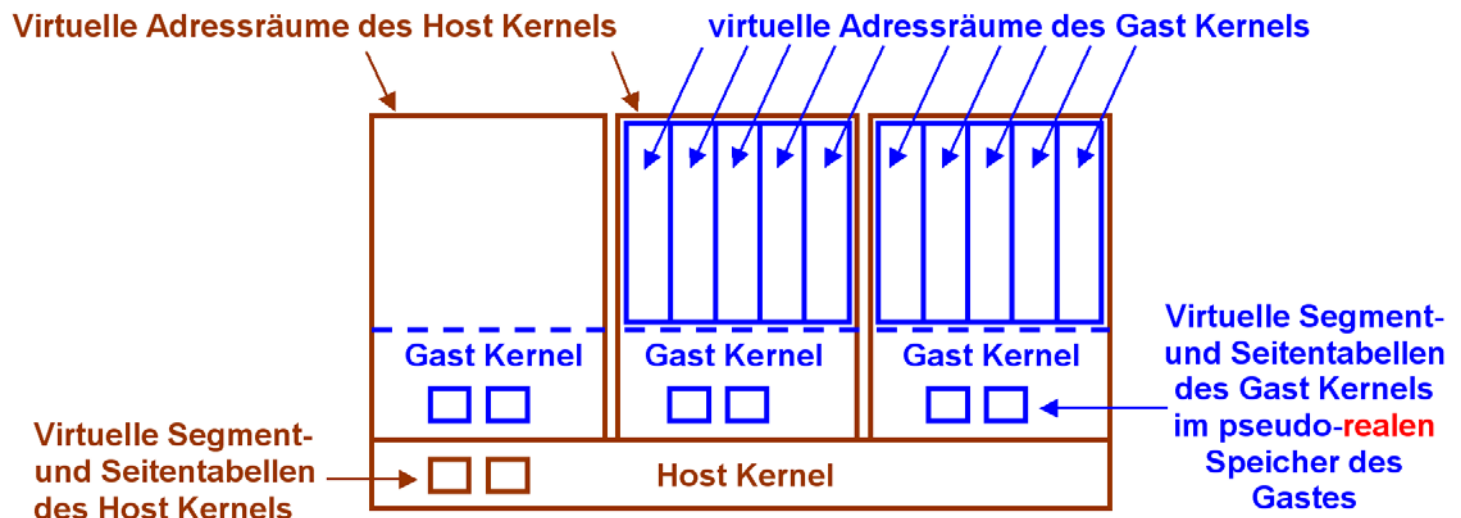 Virtuelle Adressräume des Host Kernels
virtuelle Adressräume des Gast Kernels
Gast Kernel
Gast Kernel
Gast Kernel
Virtuelle Segment-
und Seitentabellen
des Gast Kernels
im pseudo-realen
Speicher des
Gastes
Virtuelle Segment-
und Seitentabellen
des Host Kernels
Host Kernel